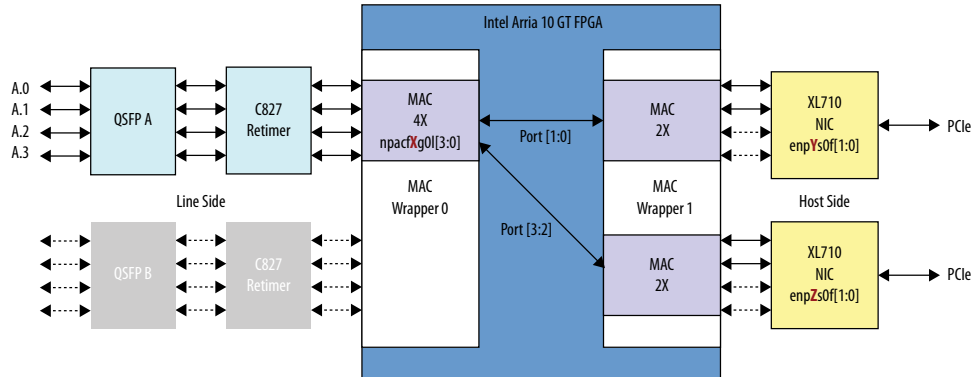 Intel Arria 10 GT FPGA
A.0
A.1
A.2
A.3
QSFP A
C827
Retimer
MAC
4X
npacfXg0l[3:0]
Port [1:0]
MAC
2X
XL710
NIC
enpYs0f[1:0]
PCIe
Line Side
MAC
Wrapper 0
Port [3:2]
MAC
Wrapper 1
Host Side
QSFP B
C827
Retimer
MAC
2X
XL710
NIC
enpZs0f[1:0]
PCIe